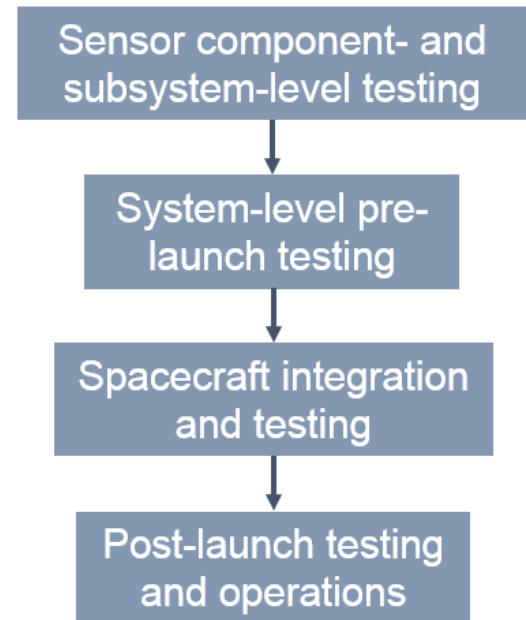 Sensor component- and
subsystem-level testing
System-level pre-
launch testing
Spacecraft integration
and testing
Post-launch testing
and operations